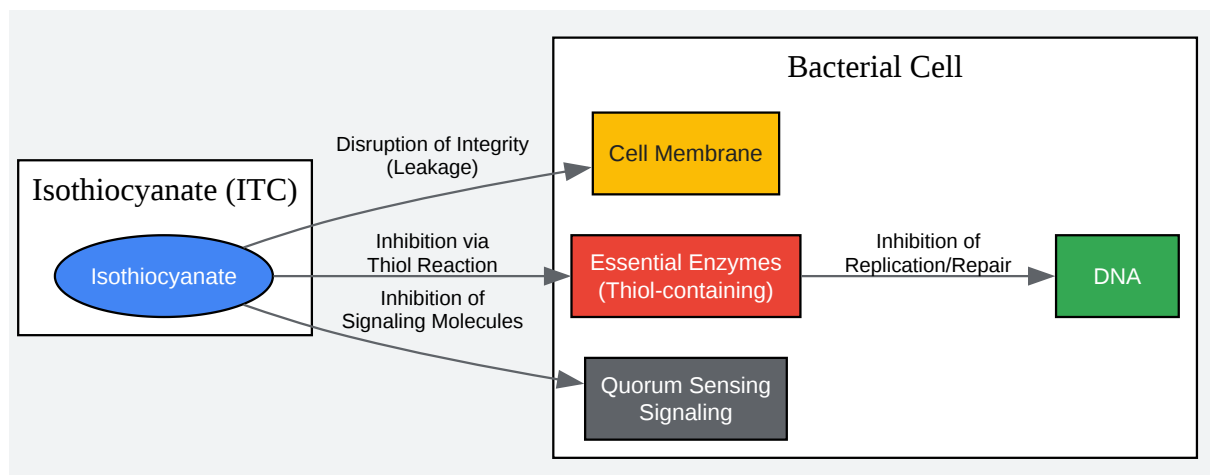 Bacterial Cell
Disruption of Integrity
(Leakage)
Cell Membrane
Isothiocyanate (ITC)
Isothiocyanate
Inhibition via
Thiol Reaction
Essential Enzymes
(Thiol-containing)
Inhibition of
Replication/Repair
DNA
Inhibition of
Signaling Molecules
Quorum Sensing
Signaling